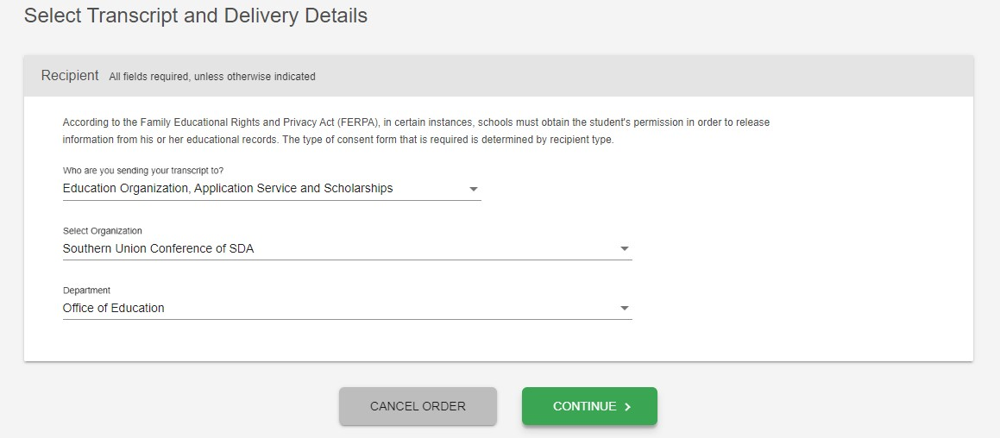 Select Transcript and Delivery Details
Recipient All fields required, unless otherwise indicated
According to the Family Educational Rights and Privacy Act (FERPA), in certain instances, schools must obtain the student's permission in order to release
information from his or her educational records. The type of consent form that is required is determined by recipient type.
Who are you sending your transcript to?
Education Organization, Application Service and Scholarships
Select Organization
Southern Union Conference of SDA
Department
Office of Education
CANCEL ORDER
CONTINUE